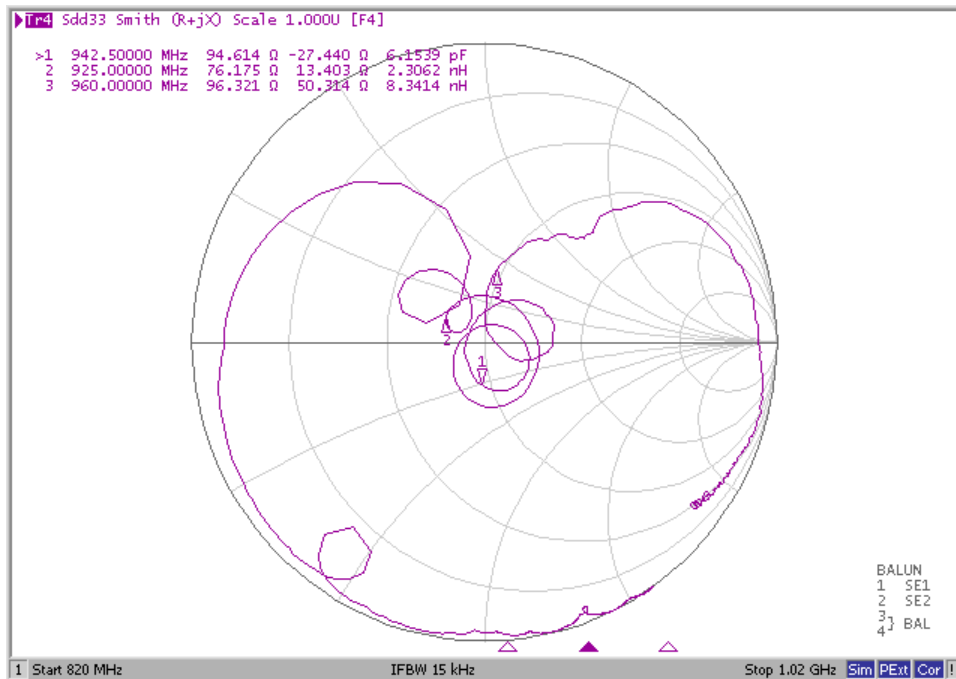 Tr4 Sdd33 Smith (R+jX) Scale 1.000U [F4]
>1 942.50000 MHz 94.614 Ω -27.440 Ω 6.1539 pF
2 925.00000 MHz 76.175 Ω 13.403 Ω 2.3062 nH
3 960.00000 MHz 96.321 Ω 50.314 Ω 8.3414 nH
3
2
1
BALUN
1 SE1
2 SE2
3
4} BAL
1 Start 820 MHz IFBW 15 kHz Stop 1.02 GHz Sim PExt Cor !